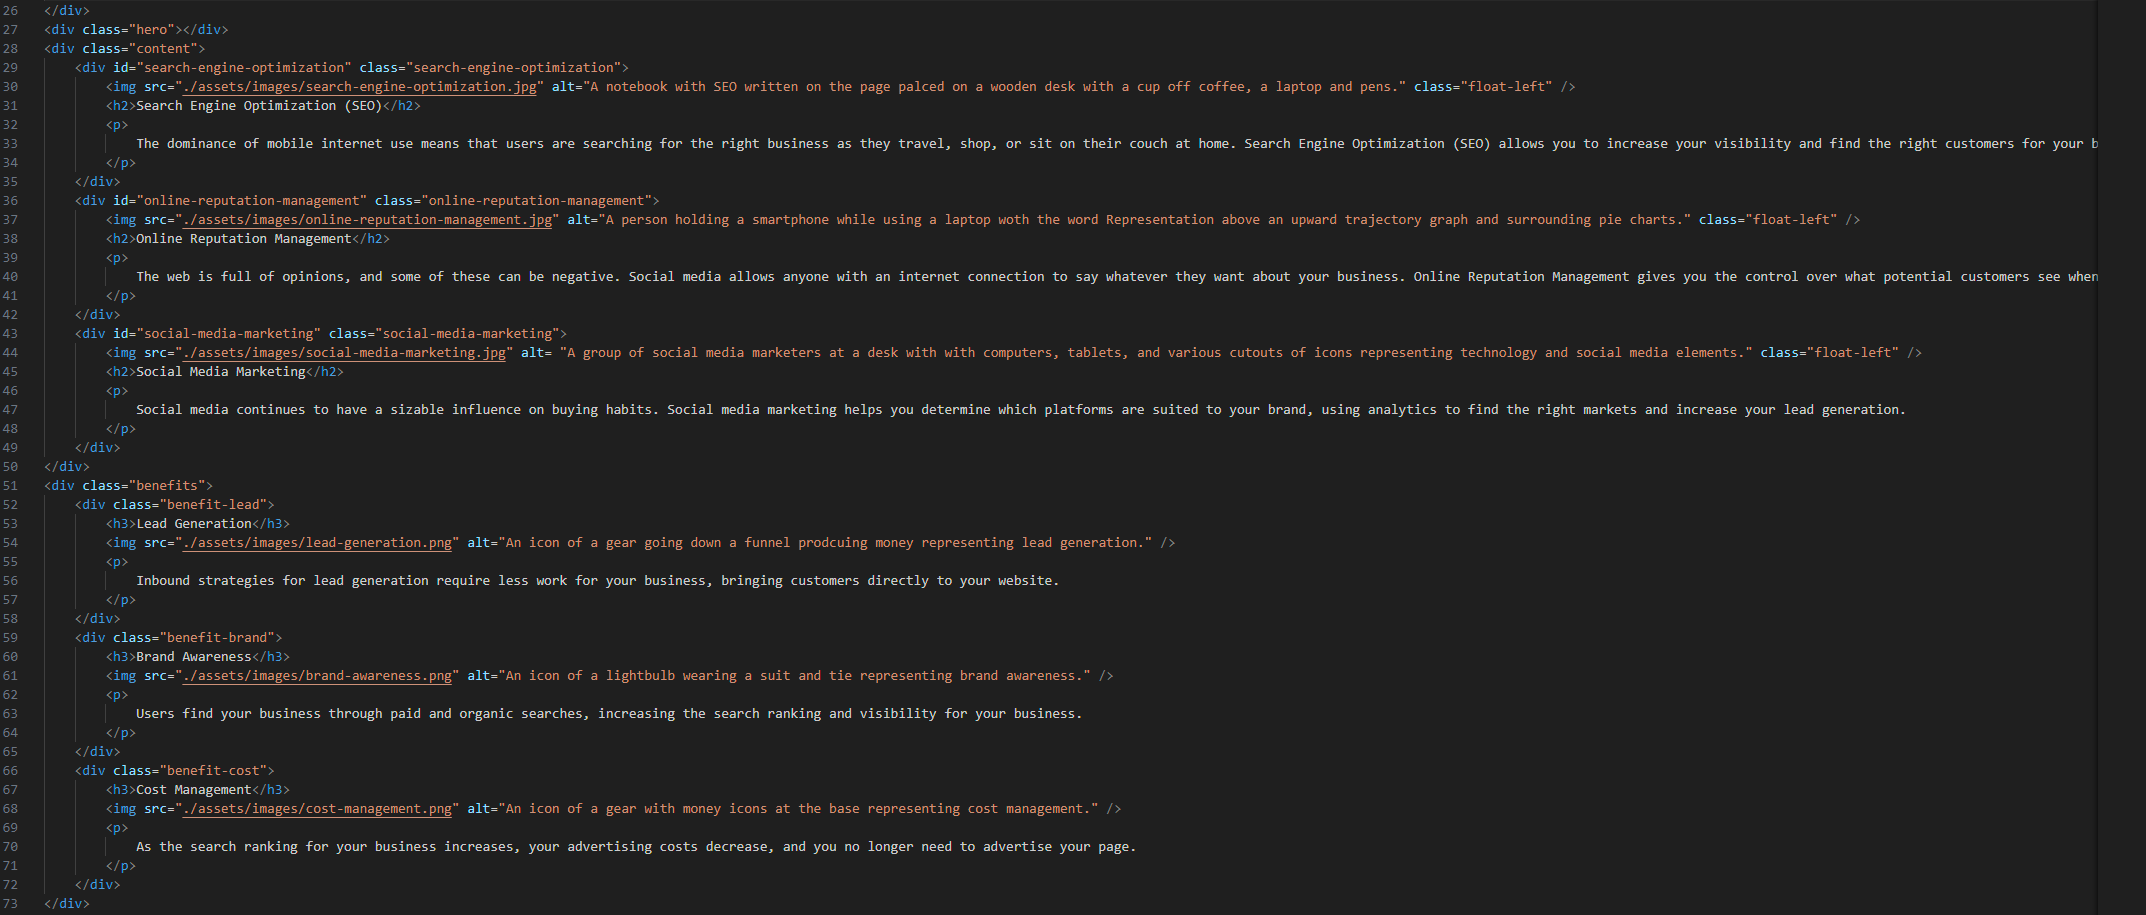 26 </div>
27 <div class="hero"></div>
28 <div class="content">
29 <div id="search-engine-optimization" class="search-engine-optimization">
30 <img src="./assets/images/search-engine-optimization.jpg" alt="A notebook with SEO written on the page palced on a wooden desk with a cup off coffee, a laptop and pens." class="float-left" />
31 <h2>Search Engine Optimization (SEO)</h2>
32 <p>
33 The dominance of mobile internet use means that users are searching for the right business as they travel, shop, or sit on their couch at home. Search Engine Optimization (SEO) allows you to increase your visibility and find the right customers for your b
34 </p>
35 </div>
36 <div id="online-reputation-management" class="online-reputation-management">
37 <img src="./assets/images/online-reputation-management.jpg" alt="A person holding a smartphone while using a laptop woth the word Representation above an upward trajectory graph and surrounding pie charts." class="float-left" />
38 <h2>Online Reputation Management</h2>
39 <p>
40 The web is full of opinions, and some of these can be negative. Social media allows anyone with an internet connection to say whatever they want about your business. Online Reputation Management gives you the control over what potential customers see when
41 </p>
42 </div>
43 <div id="social-media-marketing" class="social-media-marketing">
44 <img src="./assets/images/social-media-marketing.jpg" alt= "A group of social media marketers at a desk with with computers, tablets, and various cutouts of icons representing technology and social media elements." class="float-left" />
45 <h2>Social Media Marketing</h2>
46 <p>
47 Social media continues to have a sizable influence on buying habits. Social media marketing helps you determine which platforms are suited to your brand, using analytics to find the right markets and increase your lead generation.
48 </p>
49 </div>
50 </div>
51 <div class="benefits">
52 <div class="benefit-lead">
53 <h3>Lead Generation</h3>
54 <img src="./assets/images/lead-generation.png" alt="An icon of a gear going down a funnel prodcuing money representing lead generation." />
55 <p>
56 Inbound strategies for lead generation require less work for your business, bringing customers directly to your website.
57 </p>
58 </div>
59 <div class="benefit-brand">
60 <h3>Brand Awareness</h3>
61 <img src="./assets/images/brand-awareness.png" alt="An icon of a lightbulb wearing a suit and tie representing brand awareness." />
62 <p>
63 Users find your business through paid and organic searches, increasing the search ranking and visibility for your business.
64 </p>
65 </div>
66 <div class="benefit-cost">
67 <h3>Cost Management</h3>
68 <img src="./assets/images/cost-management.png" alt="An icon of a gear with money icons at the base representing cost management." />
69 <p>
70 As the search ranking for your business increases, your advertising costs decrease, and you no longer need to advertise your page.
71 </p>
72 </div>
73 </div>